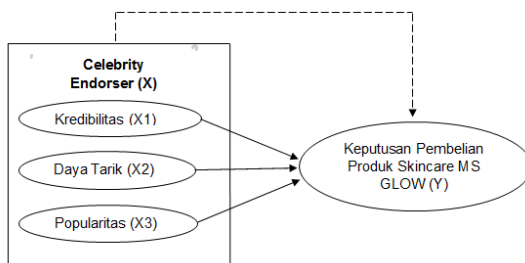 Celebrity
Endorser (X)
Kredibilitas (X1)
Daya Tarik (X2)
Popularitas (X3)
Keputusan Pembelian
Produk Skincare MS
GLOW (Y)